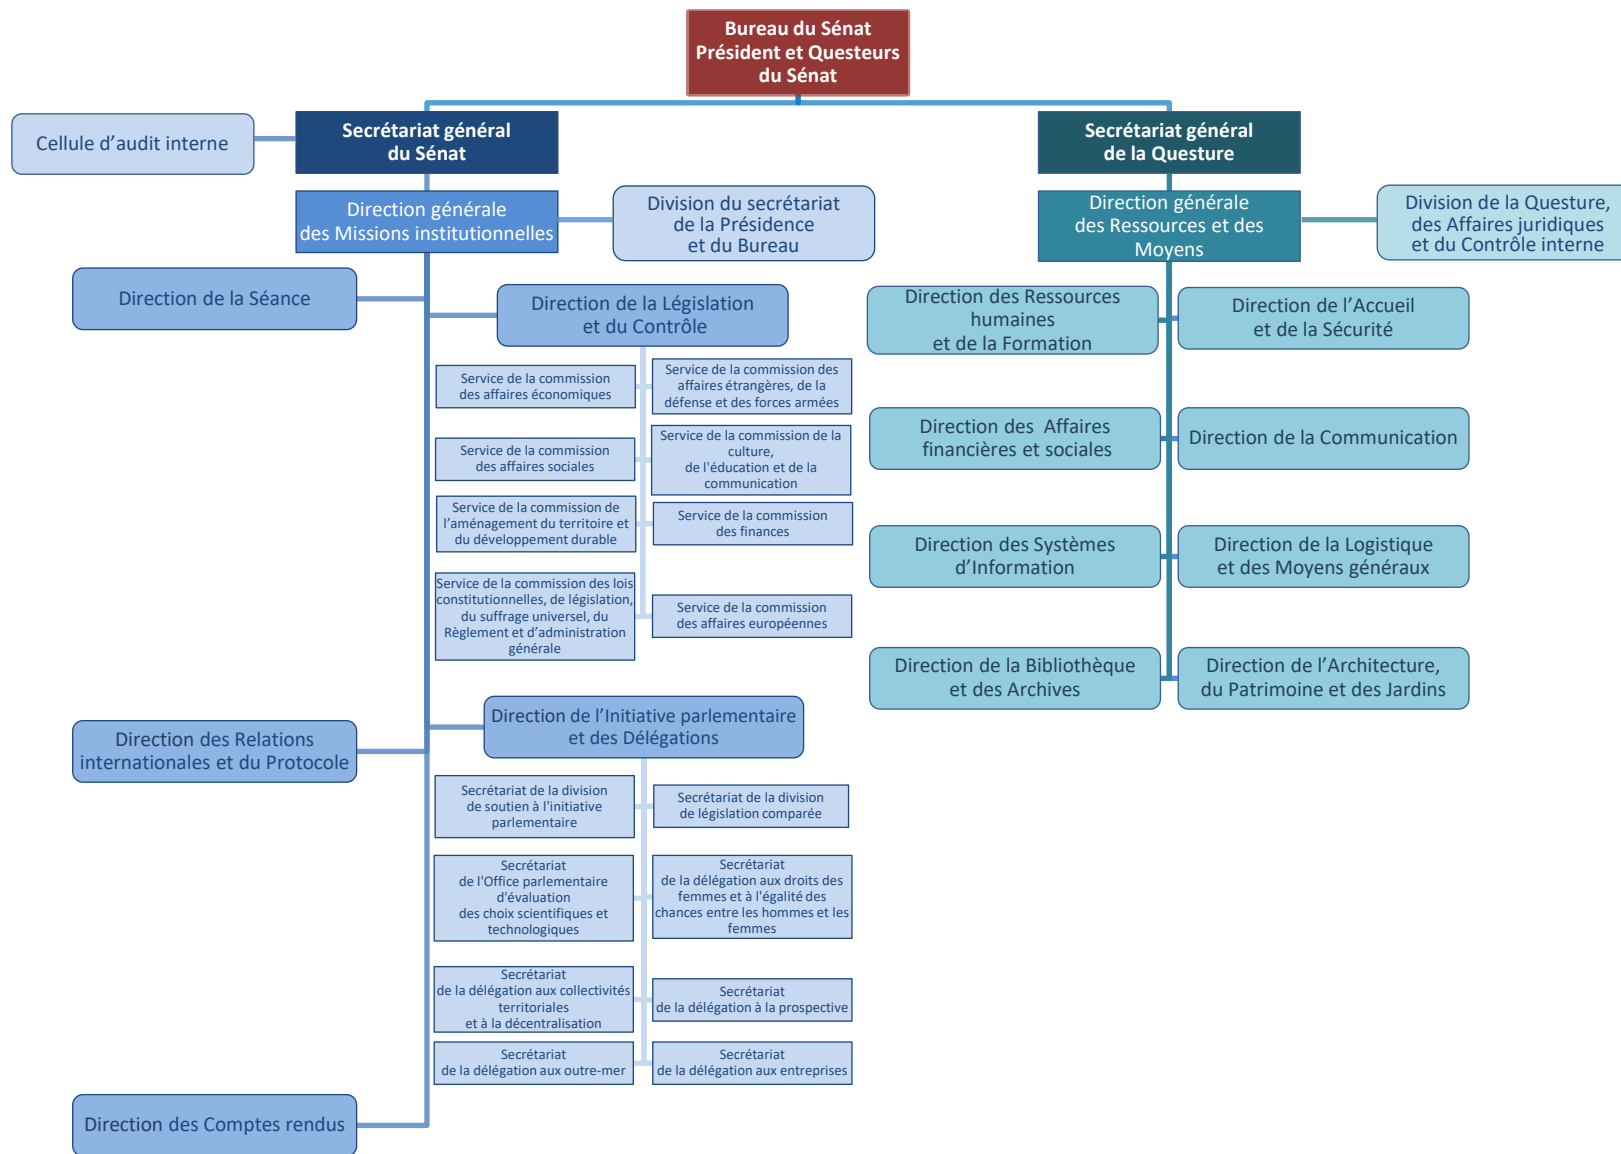 Bureau du Sénat
Président et Questeurs
du Sénat
Cellule d'audit interne
Secrétariat général
du Sénat
Secrétariat général
de la Questure
Direction générale
des Missions institutionnelles
Division du secrétariat
de la Présidence
et du Bureau
Direction générale
des Ressources et des
Moyens
Division de la Questure,
des Affaires juridiques
et du Contrôle interne
Direction de la Séance
Direction de la Législation
et du Contrôle
Service de la commission
des affaires économiques
Service de la commission des
affaires étrangères, de la
défense et des forces armées
Service de la commission
des affaires sociales
Service de la commission de la
culture,
de l'éducation et de la
communication
Service de la commission de
l'aménagement du territoire et
du développement durable
Service de la commission
des finances
Service de la commission des lois
constitutionnelles, de législation,
du suffrage universel, du
Règlement et d'administration
générale
Service de la commission
des affaires européennes
Direction des Relations
internationales et du Protocole
Direction de l'Initiative parlementaire
et des Délégations
Secrétariat de la division
de soutien à l'initiative
parlementaire
Secrétariat de la division
de législation comparée
Secrétariat
de l'Office parlementaire
d'évaluation
des choix scientifiques et
technologiques
Secrétariat
de la délégation aux droits des
femmes et à l'égalité des
chances entre les hommes et les
femmes
Secrétariat
de la délégation aux collectivités
territoriales
et à la décentralisation
Secrétariat
de la délégation à la prospective
Secrétariat
de la délégation aux outre-mer
Secrétariat
de la délégation aux entreprises
Direction des Comptes rendus
Direction des Ressources
humaines
et de la Formation
Direction de l'Accueil
et de la Sécurité
Direction des Affaires
financières et sociales
Direction de la Communication
Direction des Systèmes
d'Information
Direction de la Logistique
et des Moyens généraux
Direction de la Bibliothèque
et des Archives
Direction de l'Architecture,
du Patrimoine et des Jardins